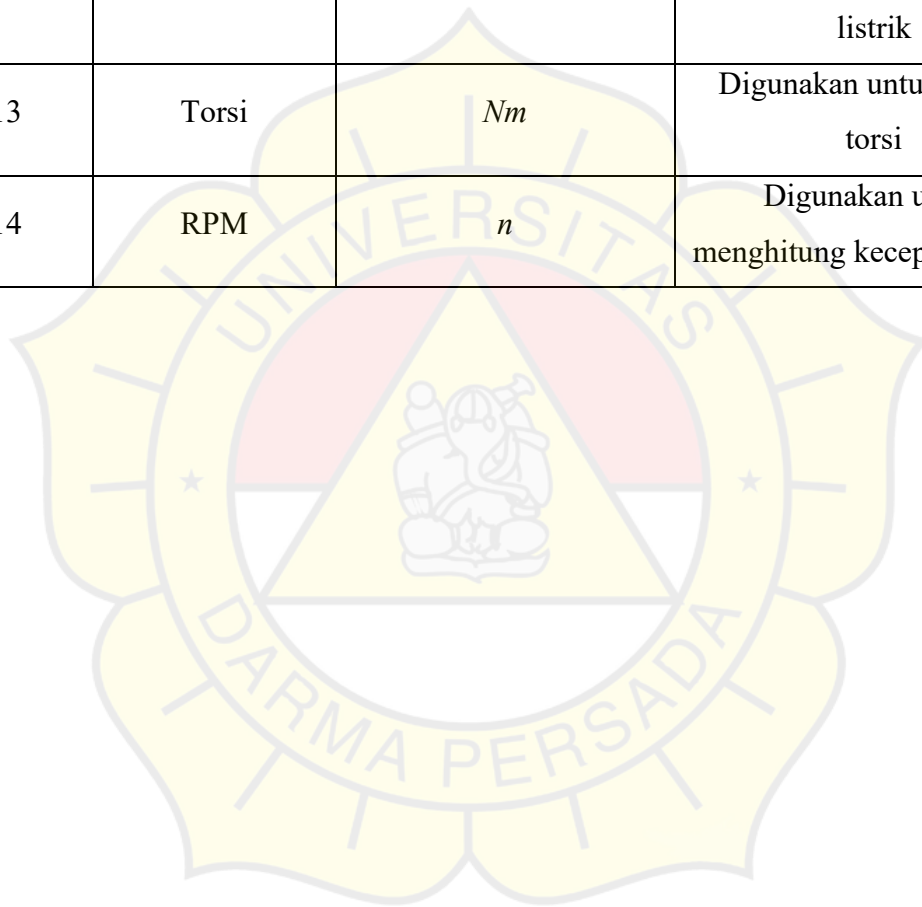 listrik
13 Torsi Nm Digunakan untu
torsi
14 RPM n Digunakan u
menghitung kecep
UNIVERSITAS
DARMA PERSADA